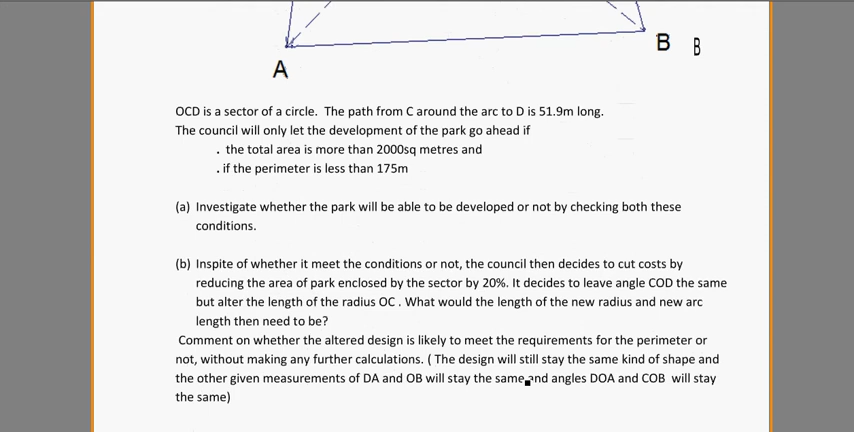 B B
A
OCD is a sector of a circle. The path from C around the arc to D is 51.9m long.
The council will only let the development of the park go ahead if
. the total area is more than 2000sq metres and
. if the perimeter is less than 175m
(a) Investigate whether the park will be able to be developed or not by checking both these
conditions.
(b) Inspite of whether it meet the conditions or not, the council then decides to cut costs by
reducing the area of park enclosed by the sector by 20%. It decides to leave angle COD the same
but alter the length of the radius OC . What would the length of the new radius and new arc
length then need to be?
Comment on whether the altered design is likely to meet the requirements for the perimeter or
not, without making any further calculations. ( The design will still stay the same kind of shape and
the other given measurements of DA and OB will stay the same and angles DOA and COB will stay
the same)